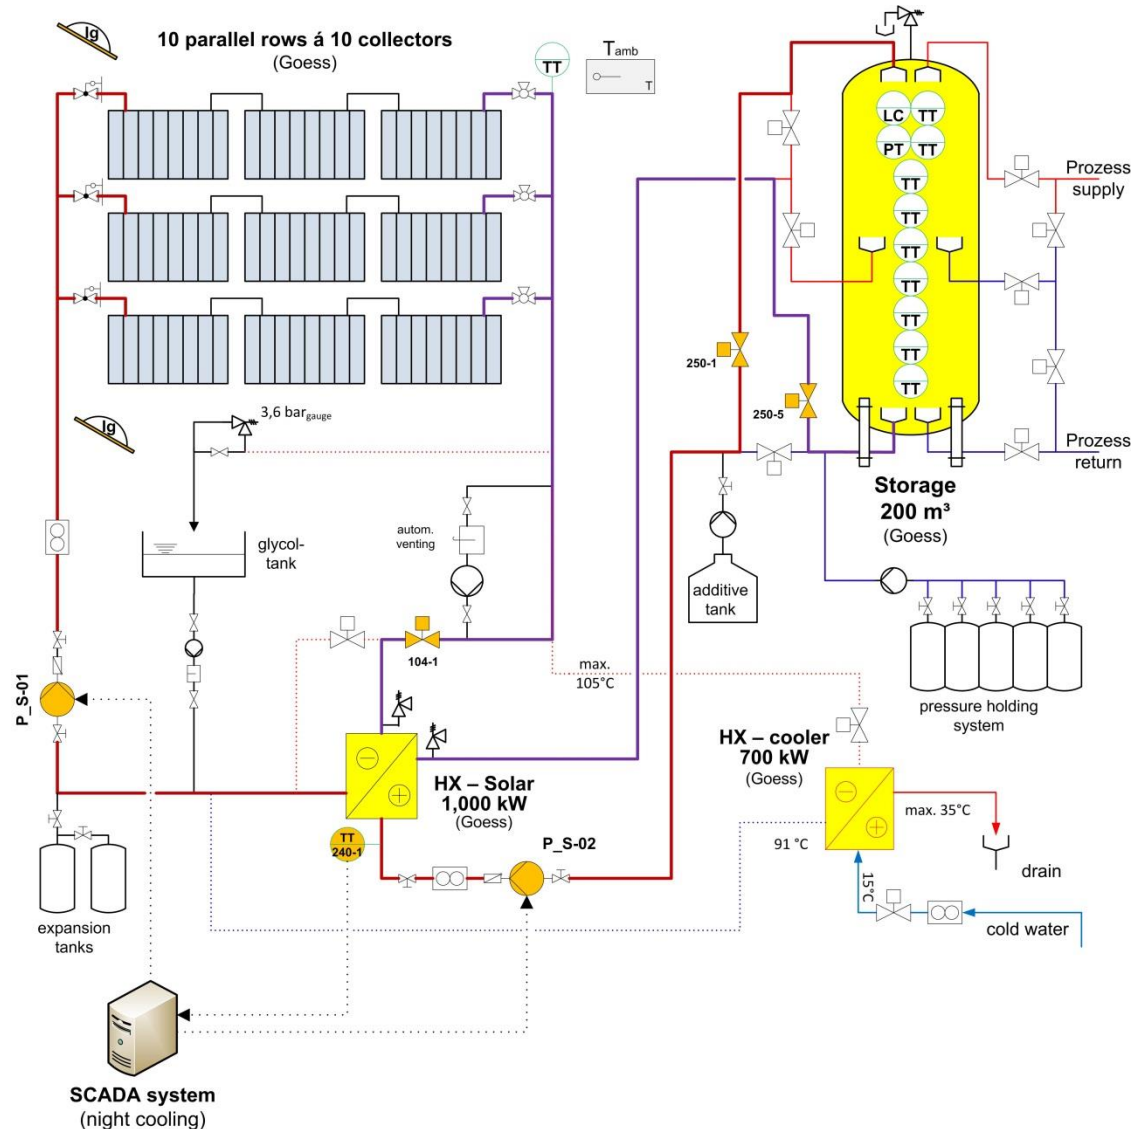 Ig
10 parallel rows á 10 collectors
(Goess)
TT
Tamb
T
LC
TT
PT
TT
TT
TT
TT
TT
TT
TT
TT
Prozess
supply
250-1
250-5
Ig
3,6 bargauge
Prozess
return
Storage
200 m³
(Goess)
glycol-
tank
autom.
venting
additive
tank
104-1
max.
105°C
P_S-01
pressure holding
system
HX – cooler
700 kW
(Goess)
HX – Solar
1,000 kW
(Goess)
max. 35°C
TT
240-1
P_S-02
91 °C
15°C
drain
cold water
expansion
tanks
SCADA system
(night cooling)